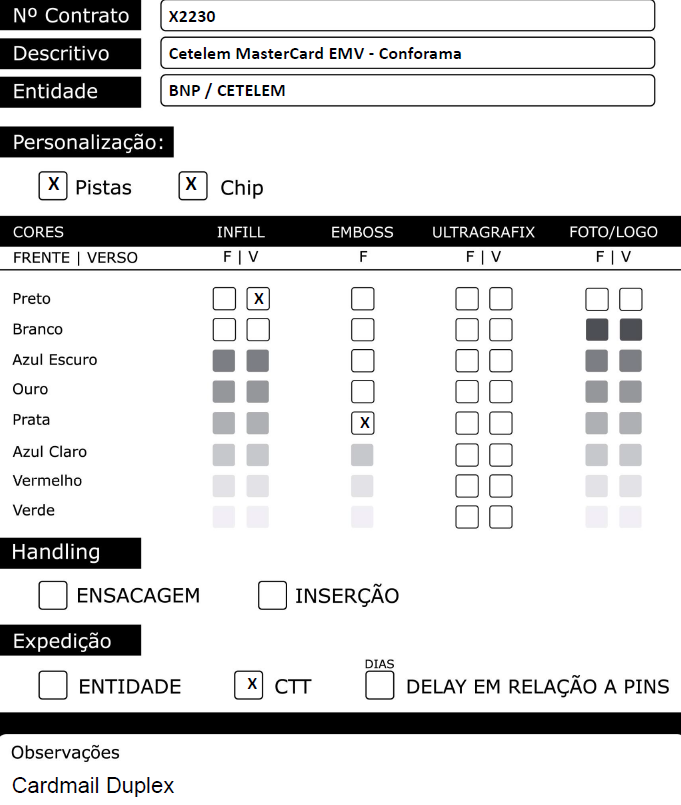 Nº Contrato X2230
Descritivo Cetelem MasterCard EMV - Conforama
Entidade BNP / CETELEM
Personalização:
X Pistas X Chip
CORES INFILL EMBOSS ULTRAGRAFIX FOTO/LOGO
FRENTE | VERSO F | V F F | V F | V
Preto X
Branco
Azul Escuro
Ouro
Prata X
Azul Claro
Vermelho
Verde
Handling
ENSACAGEM INSERÇÃO
Expedição
DIAS
ENTIDADE X CTT DELAY EM RELAÇÃO A PINS
Observações
Cardmail Duplex